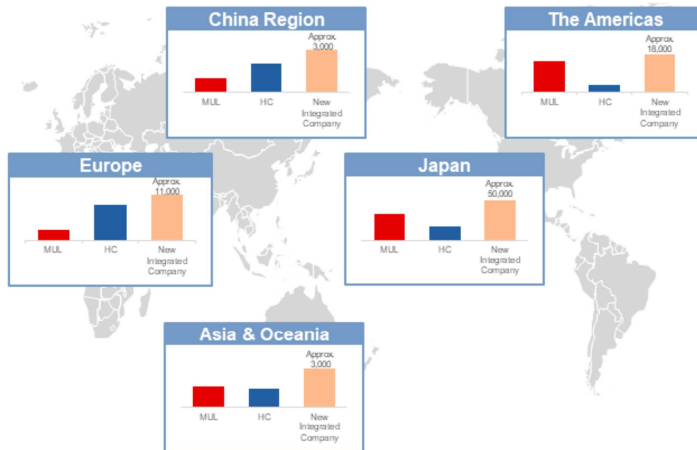 China Region
Approx.
3,000
MUL
HC
New
Integrated
Company
The Americas
Approx.
18,000
MUL
HC
New
Integrated
Company
Europe
Approx.
11,000
MUL
HC
New
Integrated
Company
Japan
Approx.
50,000
MUL
HC
New
Integrated
Company
Asia & Oceania
Approx.
3,000
MUL
HC
New
Integrated
Company